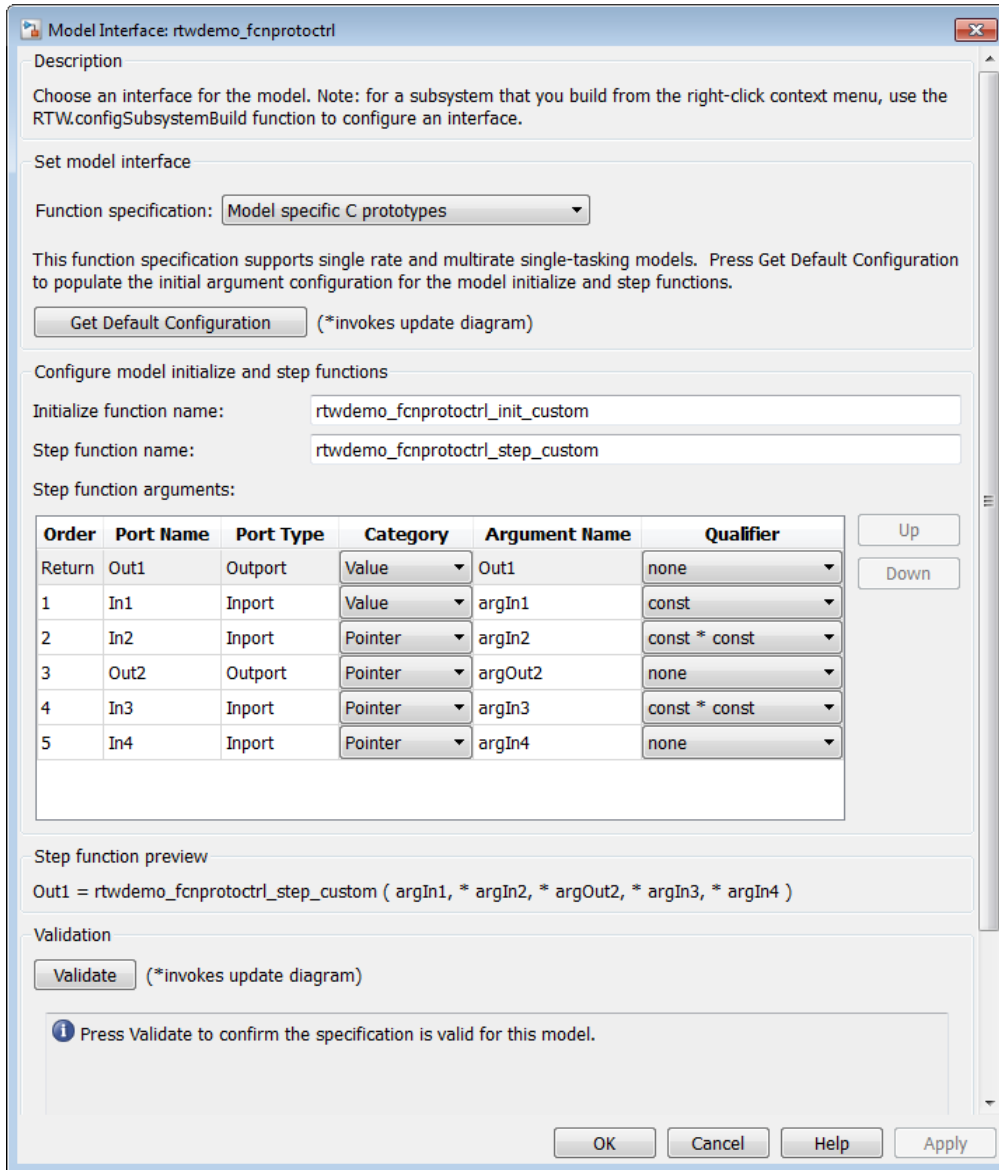 Model Interface: rtwdemo_fcnprotoctrl
Description
Choose an interface for the model. Note: for a subsystem that you build from the right-click context menu, use the
RTW.configSubsystemBuild function to configure an interface.
Set model interface
Function specification: Model specific C prototypes
This function specification supports single rate and multirate single-tasking models. Press Get Default Configuration
to populate the initial argument configuration for the model initialize and step functions.
Get Default Configuration (*invokes update diagram)
Configure model initialize and step functions
Initialize function name: rtwdemo_fcnprotoctrl_init_custom
Step function name: rtwdemo_fcnprotoctrl_step_custom
Step function arguments:
Order Port Name Port Type Category Argument Name Qualifier Up
Return Out1 Outport Value Out1 none Down
1 In1 Inport Value argIn1 const
2 In2 Inport Pointer argIn2 const * const
3 Out2 Outport Pointer argOut2 none
4 In3 Inport Pointer argIn3 const * const
5 In4 Inport Pointer argIn4 none
Step function preview
Out1 = rtwdemo_fcnprotoctrl_step_custom ( argIn1, * argIn2, * argOut2, * argIn3, * argIn4 )
Validation
Validate (*invokes update diagram)
Press Validate to confirm the specification is valid for this model.
OK Cancel Help Apply